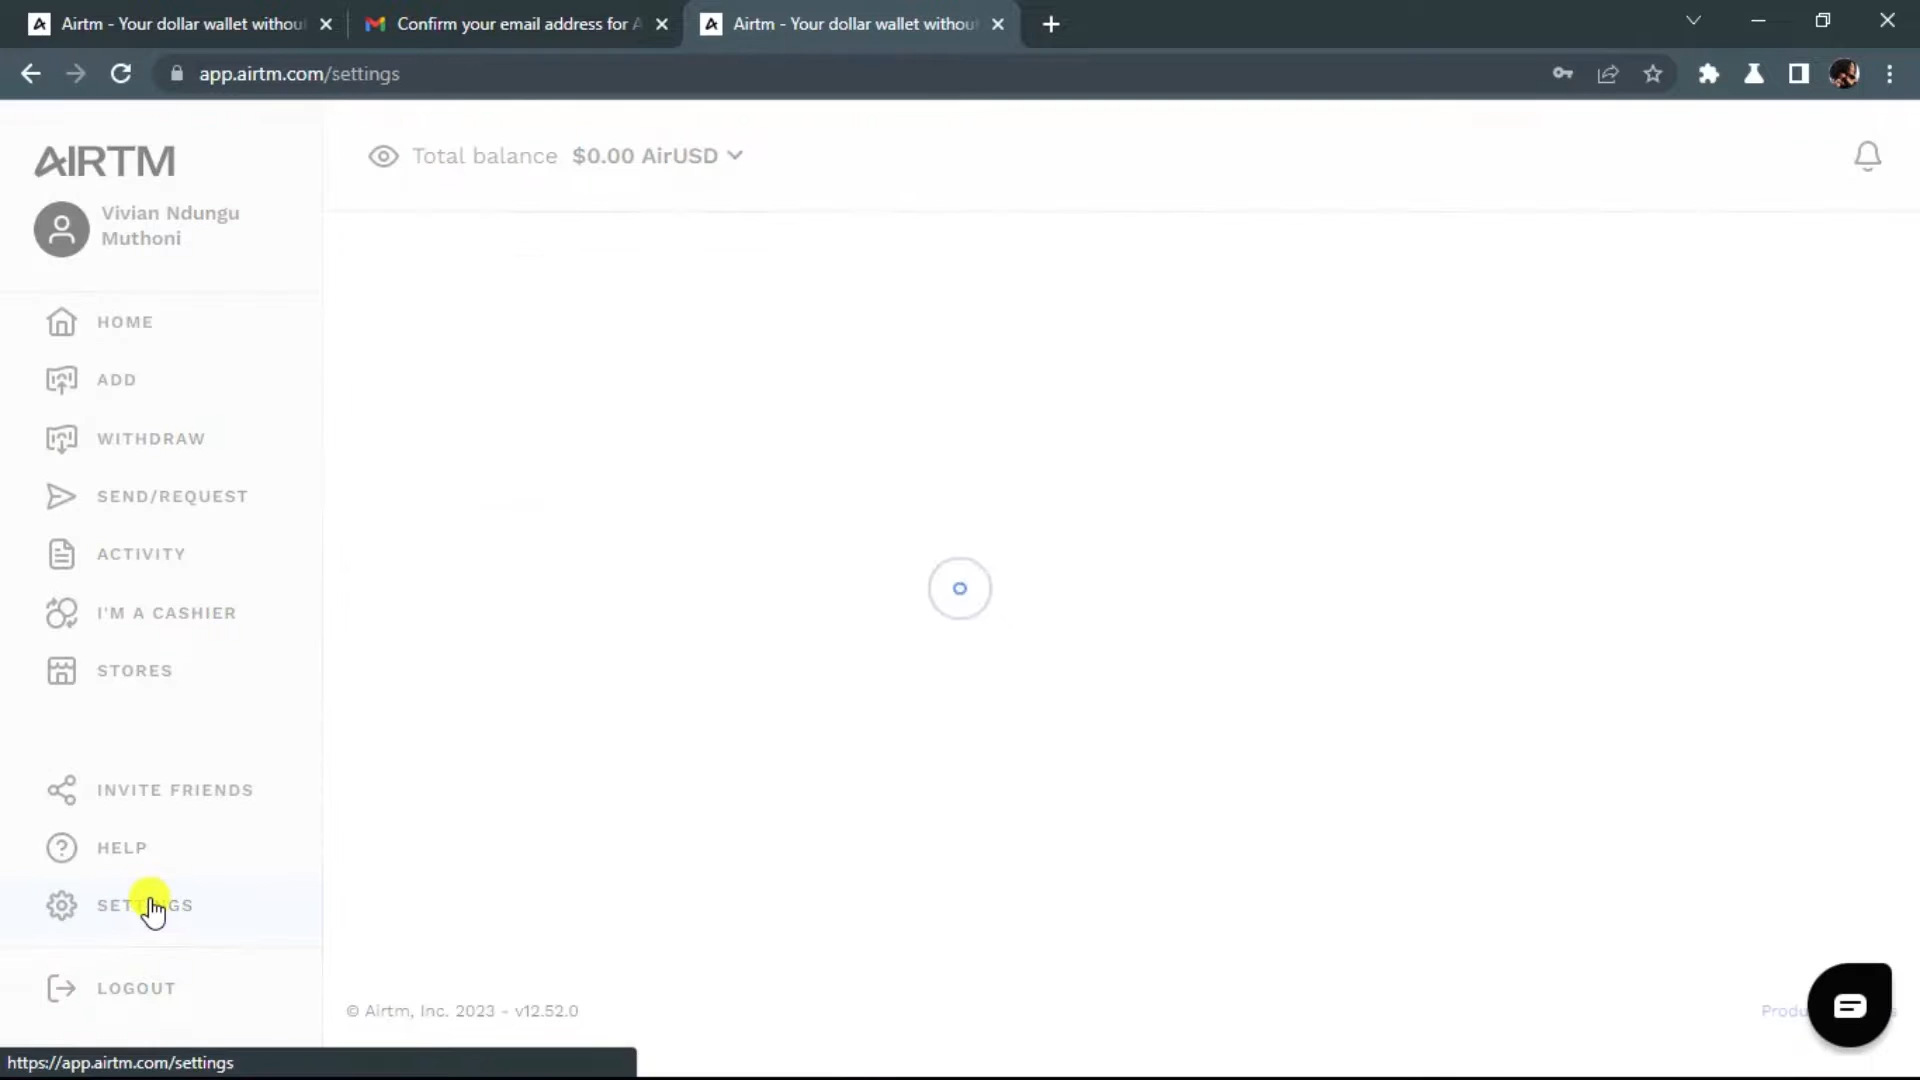 Airtm - Your dollar wallet withou
Confirm your email address for A
Airtm - Your dollar wallet withou
app.airtm.com/settings
AIRTM
Total balance $0.00 AirUSD
Vivian Ndungu
Muthoni
HOME
ADD
WITHDRAW
SEND/REQUEST
ACTIVITY
I'M A CASHIER
STORES
INVITE FRIENDS
HELP
SETTINGS
LOGOUT
© Airtm, Inc. 2023 - v12.52.0
https://app.airtm.com/settings